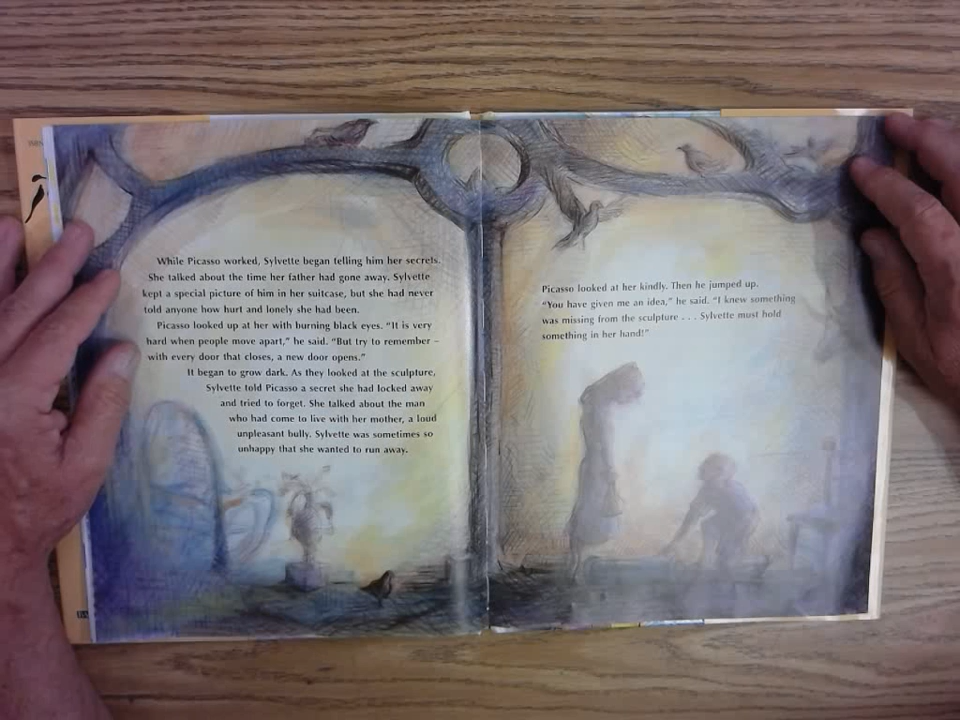 While Picasso worked, Sylvette began telling him her secrets.
She talked about the time her father had gone away. Sylvette
kept a special picture of him in her suitcase, but she had never
told anyone how hurt and lonely she had been.
Picasso looked up at her with burning black eyes. "It is very
hard when people move apart," he said. "But try to remember –
with every door that closes, a new door opens."
It began to grow dark. As they looked at the sculpture,
Sylvette told Picasso a secret she had locked away
and tried to forget. She talked about the man
who had come to live with her mother, a loud
unpleasant bully. Sylvette was sometimes so
unhappy that she wanted to run away.
Picasso looked at her kindly. Then he jumped up.
"You have given me an idea," he said. "I knew something
was missing from the sculpture . . . Sylvette must hold
something in her hand!"